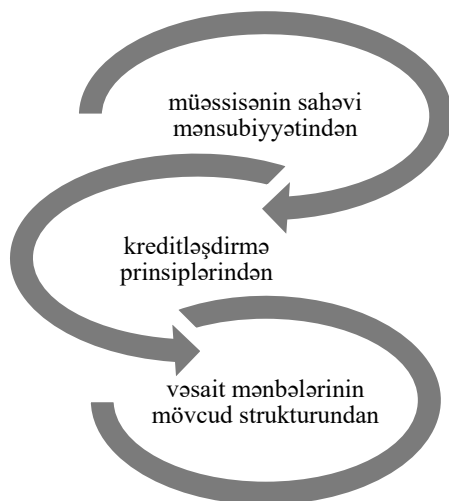 müəssisənin sahəvi
mənsubiyyətindən
kreditləşdirmə
prinsiplərindən
vəsait mənbələrinin
mövcud strukturundan